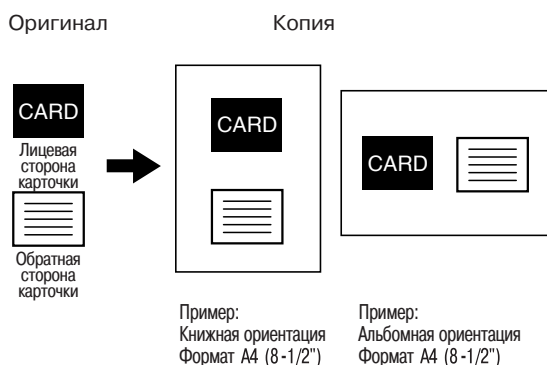 Оригинал
Копия
CARD
Лицевая
сторона
карточки
Обратная
сторона
карточки
CARD
CARD
Пример:
Книжная ориентация
Формат A4 (8-1/2")
Пример:
Альбомная ориентация
Формат A4 (8-1/2")